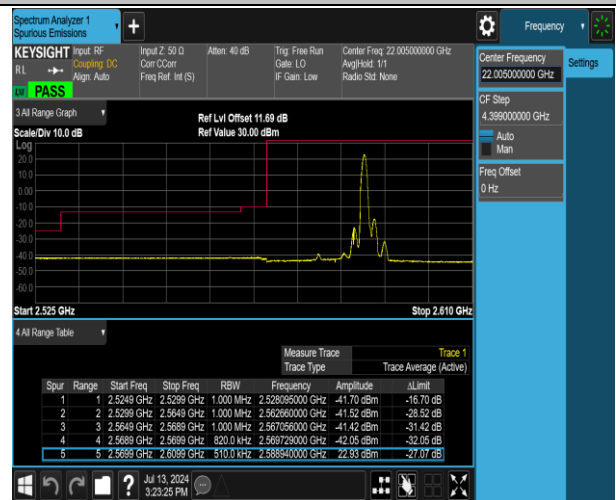 Spectrum Analyzer 1
Spurious Emissions
Frequency
KEYSIGHT
RL
Input: RF
Coupling: DC
Align: Auto
Input Z: 50 Ω
Corr CCorr
Freq Ref: Int (S)
Atten: 40 dB
Trig: Free Run
Gate: LO
IF Gain: Low
Center Freq: 22.005000000 GHz
Avg|Hold: 1/1
Radio Std: None
PASS
Center Frequency
22.005000000 GHz
Settings
CF Step
4.399000000 GHz
Auto
Man
Freq Offset
0 Hz
3 All Range Graph
Ref Lvl Offset 11.69 dB
Scale/Div 10.0 dB
Ref Value 30.00 dBm
Log
20.0
10.0
0.00
-10.0
-20.0
-30.0
-40.0
-50.0
-60.0
Start 2.525 GHz
Stop 2.610 GHz
4 All Range Table
Measure Trace Trace 1
Trace Type Trace Average (Active)
Spur Range Start Freq Stop Freq RBW Frequency Amplitude ΔLimit
1 1 2.5249 GHz 2.5299 GHz 1.000 MHz 2.528095000 GHz -41.70 dBm -16.70 dB
2 2 2.5299 GHz 2.5649 GHz 1.000 MHz 2.562660000 GHz -41.52 dBm -28.52 dB
3 3 2.5649 GHz 2.5689 GHz 1.000 MHz 2.567056000 GHz -41.42 dBm -31.42 dB
4 4 2.5689 GHz 2.5699 GHz 820.0 kHz 2.569729000 GHz -42.05 dBm -32.05 dB
5 5 2.5699 GHz 2.6099 GHz 510.0 kHz 2.588940000 GHz 22.93 dBm -27.07 dB
Jul 13, 2024
3:23:25 PM